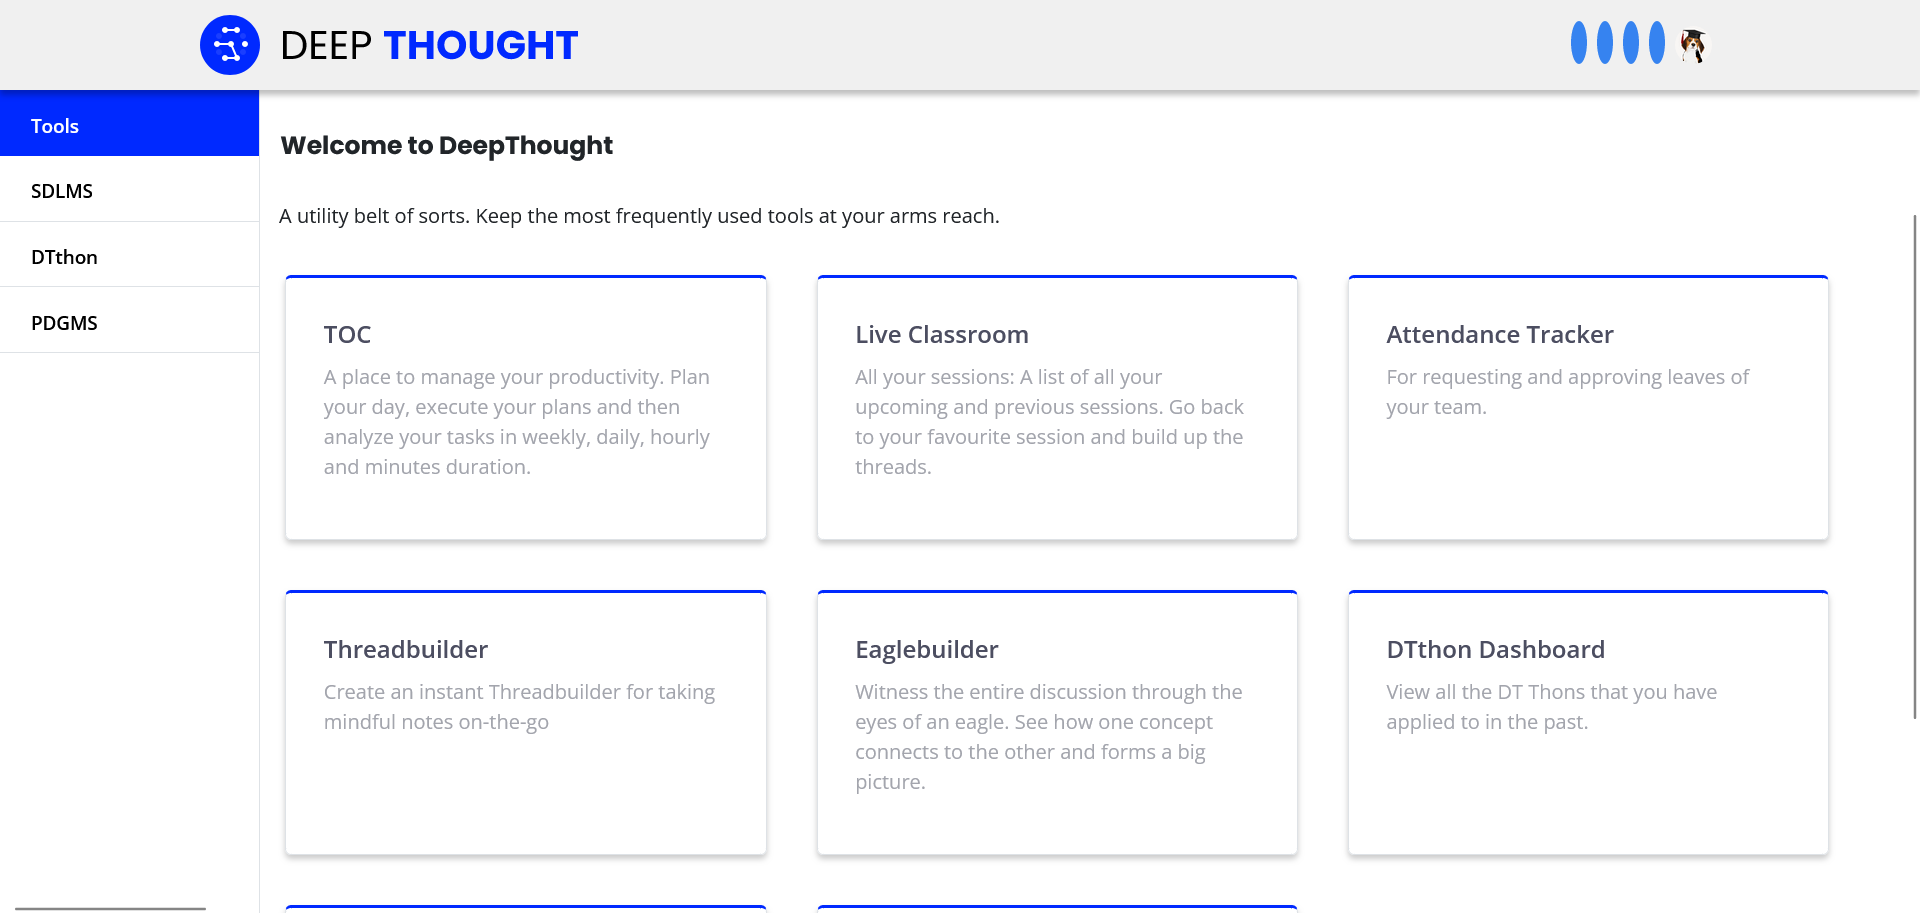 DEEP THOUGHT
Tools
SDLMS
DTthon
PDGMS
Welcome to DeepThought
A utility belt of sorts. Keep the most frequently used tools at your arms reach.
TOC
A place to manage your productivity. Plan
your day, execute your plans and then
analyze your tasks in weekly, daily, hourly
and minutes duration.
Live Classroom
All your sessions: A list of all your
upcoming and previous sessions. Go back
to your favourite session and build up the
threads.
Attendance Tracker
For requesting and approving leaves of
your team.
Threadbuilder
Create an instant Threadbuilder for taking
mindful notes on-the-go
Eaglebuilder
Witness the entire discussion through the
eyes of an eagle. See how one concept
connects to the other and forms a big
picture.
DTthon Dashboard
View all the DT Thons that you have
applied to in the past.